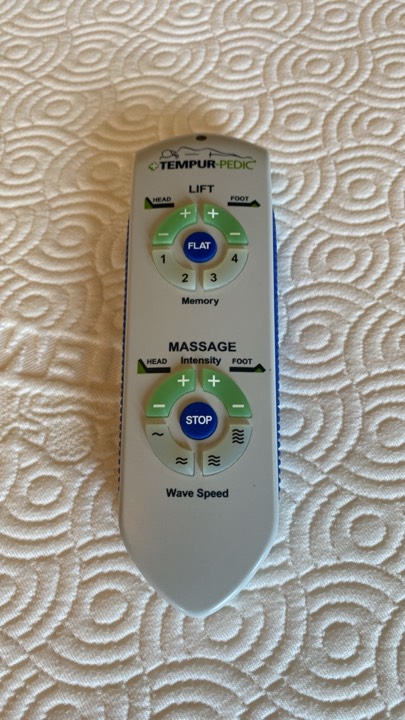 TEMPUR-PEDIC
LIFT
HEAD FOOT
+ +
- -
FLAT
1 4
2 3
Memory
MASSAGE
HEAD Intensity FOOT
+ +
- -
STOP
~ ≈ ≋
Wave Speed